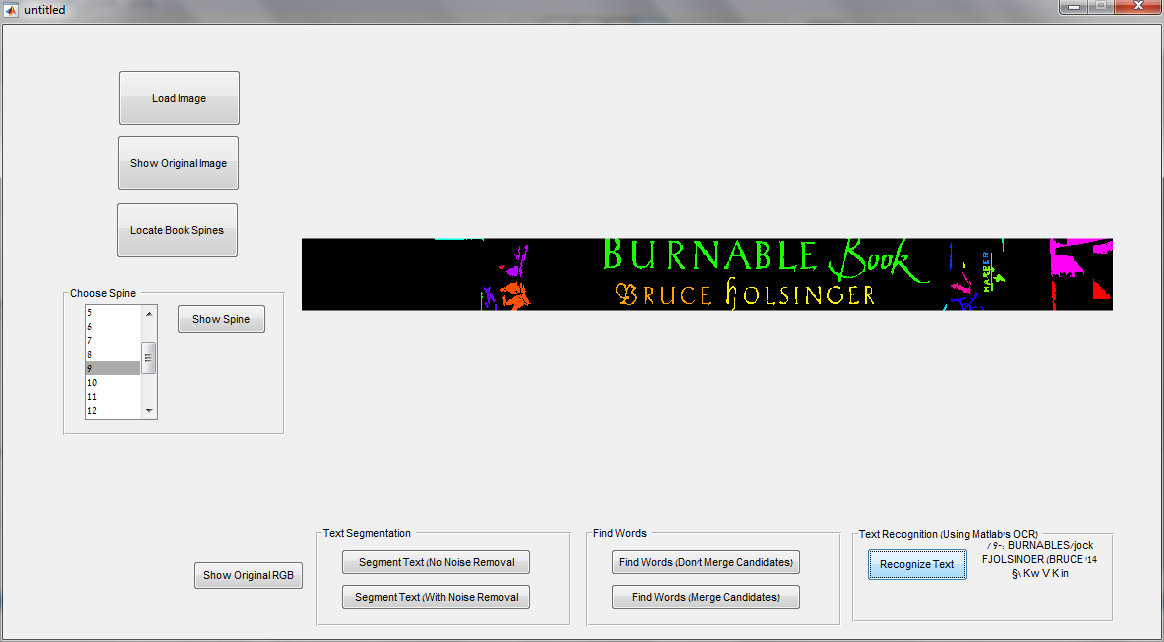 untitled
Load Image
Show Original Image
Locate Book Spines
Choose Spine
5
6
7
8
9
10
11
12
Show Spine
BURNABLE Book
BRUCE HOLSINGER
HARPER
Show Original RGB
Text Segmentation
Segment Text (No Noise Removal
Segment Text (With Noise Removal
Find Words
Find Words (Don't Merge Candidates)
Find Words (Merge Candidates)
Text Recognition (Using Matlab's OCR)
Recognize Text
/ 9-: BURNABLES/jock
FJOLSINOER (BRUCE '14
§\ Kw V K in